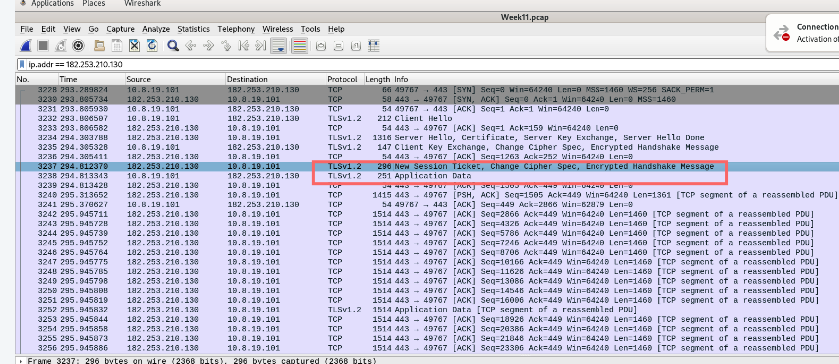 Applications Places Wireshark
Week11.pcap
Connection
Activation of
File Edit View Go Capture Analyze Statistics Telephony Wireless Tools Help
ip.addr == 182.253.210.130
No. Time Source Destination Protocol Length Info
3228 293.289824 10.8.19.101 182.253.210.130 TCP 66 49767 → 443 [SYN] Seq=0 Win=64240 Len=0 MSS=1460 WS=256 SACK_PERM=1
3230 293.805734 182.253.210.130 10.8.19.101 TCP 58 443 → 49767 [SYN, ACK] Seq=0 Ack=1 Win=64240 Len=0 MSS=1460
3231 293.805930 10.8.19.101 182.253.210.130 TCP 54 49767 → 443 [ACK] Seq=1 Ack=1 Win=64240 Len=0
3232 293.806507 10.8.19.101 182.253.210.130 TLSv1.2 212 Client Hello
3233 293.806582 182.253.210.130 10.8.19.101 TCP 54 443 → 49767 [ACK] Seq=1 Ack=159 Win=64240 Len=0
3234 294.303788 182.253.210.130 10.8.19.101 TLSv1.2 1316 Server Hello, Certificate, Server Key Exchange, Server Hello Done
3235 294.305328 10.8.19.101 182.253.210.130 TLSv1.2 147 Client Key Exchange, Change Cipher Spec, Encrypted Handshake Message
3236 294.305411 182.253.210.130 10.8.19.101 TCP 54 443 → 49767 [ACK] Seq=1263 Ack=252 Win=64240 Len=0
3237 294.812370 182.253.210.130 10.8.19.101 TLSv1.2 296 New Session Ticket, Change Cipher Spec, Encrypted Handshake Message
3238 294.813343 10.8.19.101 182.253.210.130 TLSv1.2 251 Application Data
3239 294.813428 182.253.210.130 10.8.19.101 TCP 54 443 → 49767 [ACK] Seq=1505 Ack=449 Win=64240 Len=0
3240 295.313652 182.253.210.130 10.8.19.101 TCP 1415 443 → 49767 [PSH, ACK] Seq=1505 Ack=449 Win=64240 Len=1361 [TCP segment of a reassembled PDU]
3241 295.370627 10.8.19.101 182.253.210.130 TCP 54 49767 → 443 [ACK] Seq=449 Ack=2866 Win=62879 Len=0
3242 295.945711 182.253.210.130 10.8.19.101 TCP 1514 443 → 49767 [ACK] Seq=2866 Ack=449 Win=64240 Len=1460 [TCP segment of a reassembled PDU]
3243 295.945728 182.253.210.130 10.8.19.101 TCP 1514 443 → 49767 [ACK] Seq=4326 Ack=449 Win=64240 Len=1460 [TCP segment of a reassembled PDU]
3244 295.945739 182.253.210.130 10.8.19.101 TCP 1514 443 → 49767 [ACK] Seq=5786 Ack=449 Win=64240 Len=1460 [TCP segment of a reassembled PDU]
3245 295.945752 182.253.210.130 10.8.19.101 TCP 1514 443 → 49767 [ACK] Seq=7246 Ack=449 Win=64240 Len=1460 [TCP segment of a reassembled PDU]
3246 295.945764 182.253.210.130 10.8.19.101 TCP 1514 443 → 49767 [ACK] Seq=8706 Ack=449 Win=64240 Len=1460 [TCP segment of a reassembled PDU]
3247 295.945775 182.253.210.130 10.8.19.101 TCP 1514 443 → 49767 [ACK] Seq=10166 Ack=449 Win=64240 Len=1460 [TCP segment of a reassembled PDU]
3248 295.945785 182.253.210.130 10.8.19.101 TCP 1514 443 → 49767 [ACK] Seq=11626 Ack=449 Win=64240 Len=1460 [TCP segment of a reassembled PDU]
3249 295.945798 182.253.210.130 10.8.19.101 TCP 1514 443 → 49767 [ACK] Seq=13086 Ack=449 Win=64240 Len=1460 [TCP segment of a reassembled PDU]
3250 295.945808 182.253.210.130 10.8.19.101 TCP 1514 443 → 49767 [ACK] Seq=14546 Ack=449 Win=64240 Len=1460 [TCP segment of a reassembled PDU]
3251 295.945819 182.253.210.130 10.8.19.101 TCP 1514 443 → 49767 [ACK] Seq=16006 Ack=449 Win=64240 Len=1460 [TCP segment of a reassembled PDU]
3252 295.945832 182.253.210.130 10.8.19.101 TLSv1.2 1514 Application Data [TCP segment of a reassembled PDU]
3253 295.945844 182.253.210.130 10.8.19.101 TCP 1514 443 → 49767 [ACK] Seq=18926 Ack=449 Win=64240 Len=1460 [TCP segment of a reassembled PDU]
3254 295.945858 182.253.210.130 10.8.19.101 TCP 1514 443 → 49767 [ACK] Seq=20386 Ack=449 Win=64240 Len=1460 [TCP segment of a reassembled PDU]
3255 295.945873 182.253.210.130 10.8.19.101 TCP 1514 443 → 49767 [ACK] Seq=21846 Ack=449 Win=64240 Len=1460 [TCP segment of a reassembled PDU]
3256 295.945886 182.253.210.130 10.8.19.101 TCP 1514 443 → 49767 [ACK] Seq=23306 Ack=449 Win=64240 Len=1460 [TCP segment of a reassembled PDU]
Frame 3237: 296 bytes on wire (2368 bits), 296 bytes captured (2368 bits)